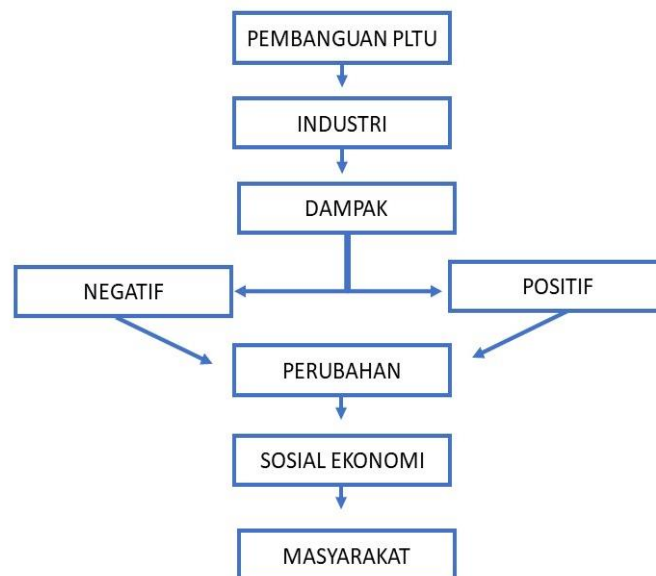 PEMBANGUAN PLTU
INDUSTRI
DAMPAK
NEGATIF
POSITIF
PERUBAHAN
SOSIAL EKONOMI
MASYARAKAT